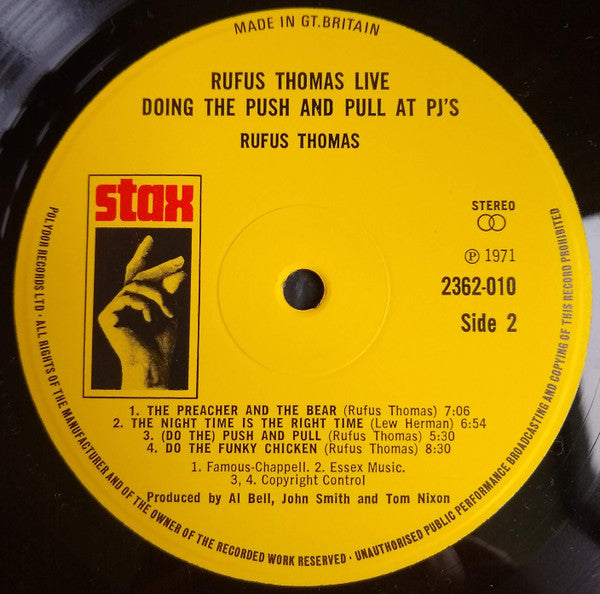 MADE IN GT.BRITAIN
RUFUS THOMAS LIVE
DOING THE PUSH AND PULL AT PJ'S
RUFUS THOMAS
stax
STEREO
℗ 1971
2362-010
Side 2
1. THE PREACHER AND THE BEAR (Rufus Thomas) 7:06
2. THE NIGHT TIME IS THE RIGHT TIME (Lew Herman) 6:54
3. (DO THE) PUSH AND PULL (Rufus Thomas) 5:30
4. DO THE FUNKY CHICKEN (Rufus Thomas) 8:30
1. Famous-Chappell. 2. Essex Music.
3, 4. Copyright Control
Produced by Al Bell, John Smith and Tom Nixon
POLYDOR RECORDS LTD · ALL RIGHTS OF THE MANUFACTURER AND OF THE OWNER OF THE RECORDED WORK RESERVED · UNAUTHORISED PUBLIC PERFORMANCE BROADCASTING AND COPYING OF THIS RECORD PROHIBITED